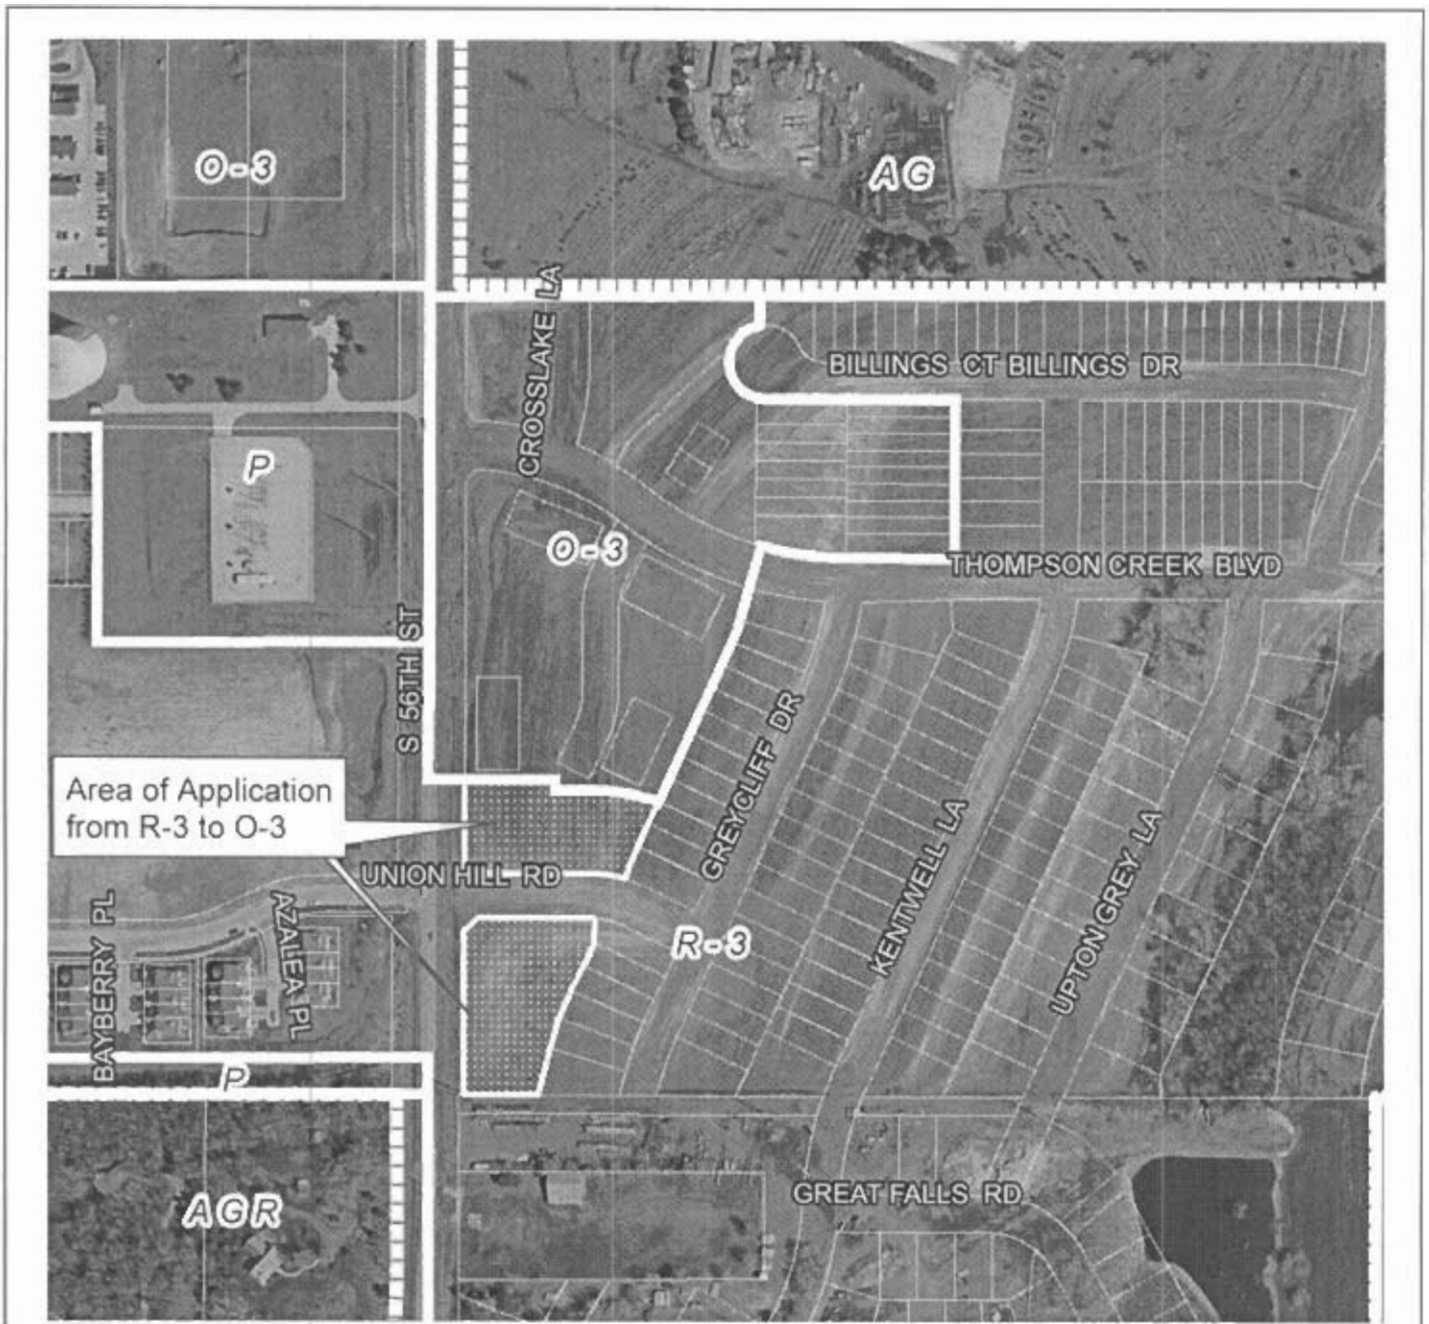 O-3
AG
CROSSLAKE LA
BILLINGS CT BILLINGS DR
P
O-3
THOMPSON CREEK BLVD
S 56TH ST
Area of Application
from R-3 to O-3
GREYCLIFF DR
KENTWELL LA
UPTON GREY LA
UNION HILL RD
BAYBERRY PL
AZALEA PL
R-3
P
AGR
GREAT FALLS RD